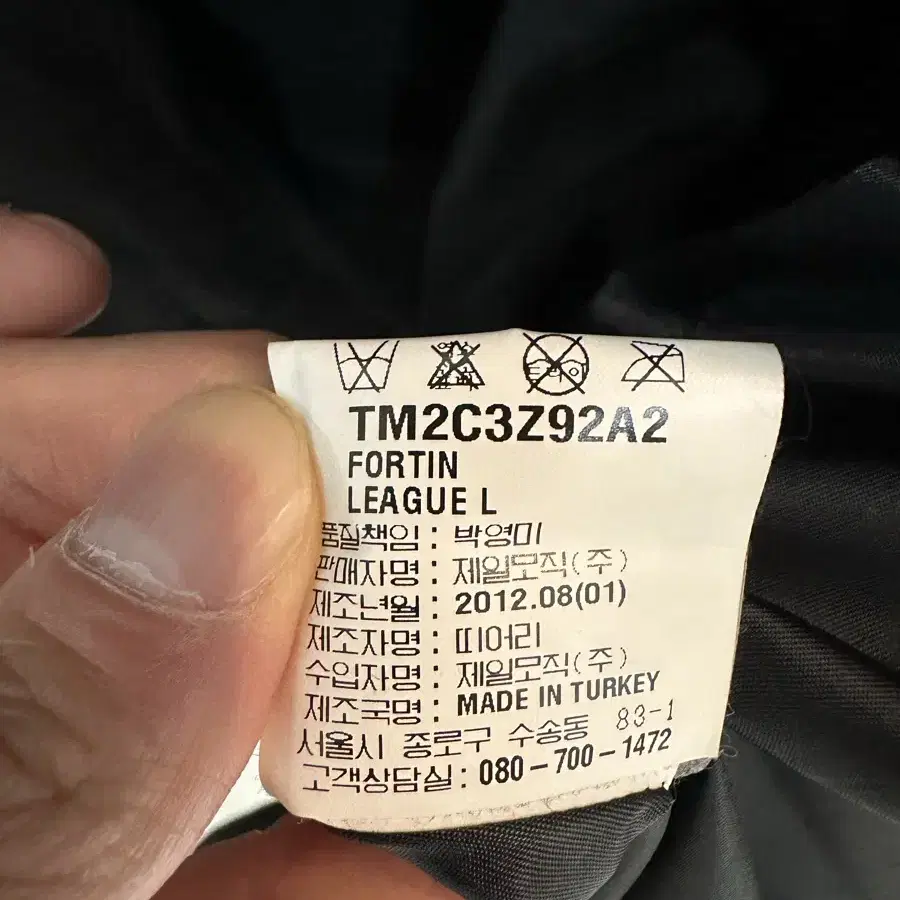 TM2C3Z92A2
FORTIN
LEAGUE L
품질책임 : 박영미
판매자명 : 제일모직(주)
제조년월 : 2012.08(01)
제조자명 : 띠어리
수입자명 : 제일모직(주)
제조국명 : MADE IN TURKEY
서울시 종로구 수송동 83-1
고객상담실 : 080-700-1472